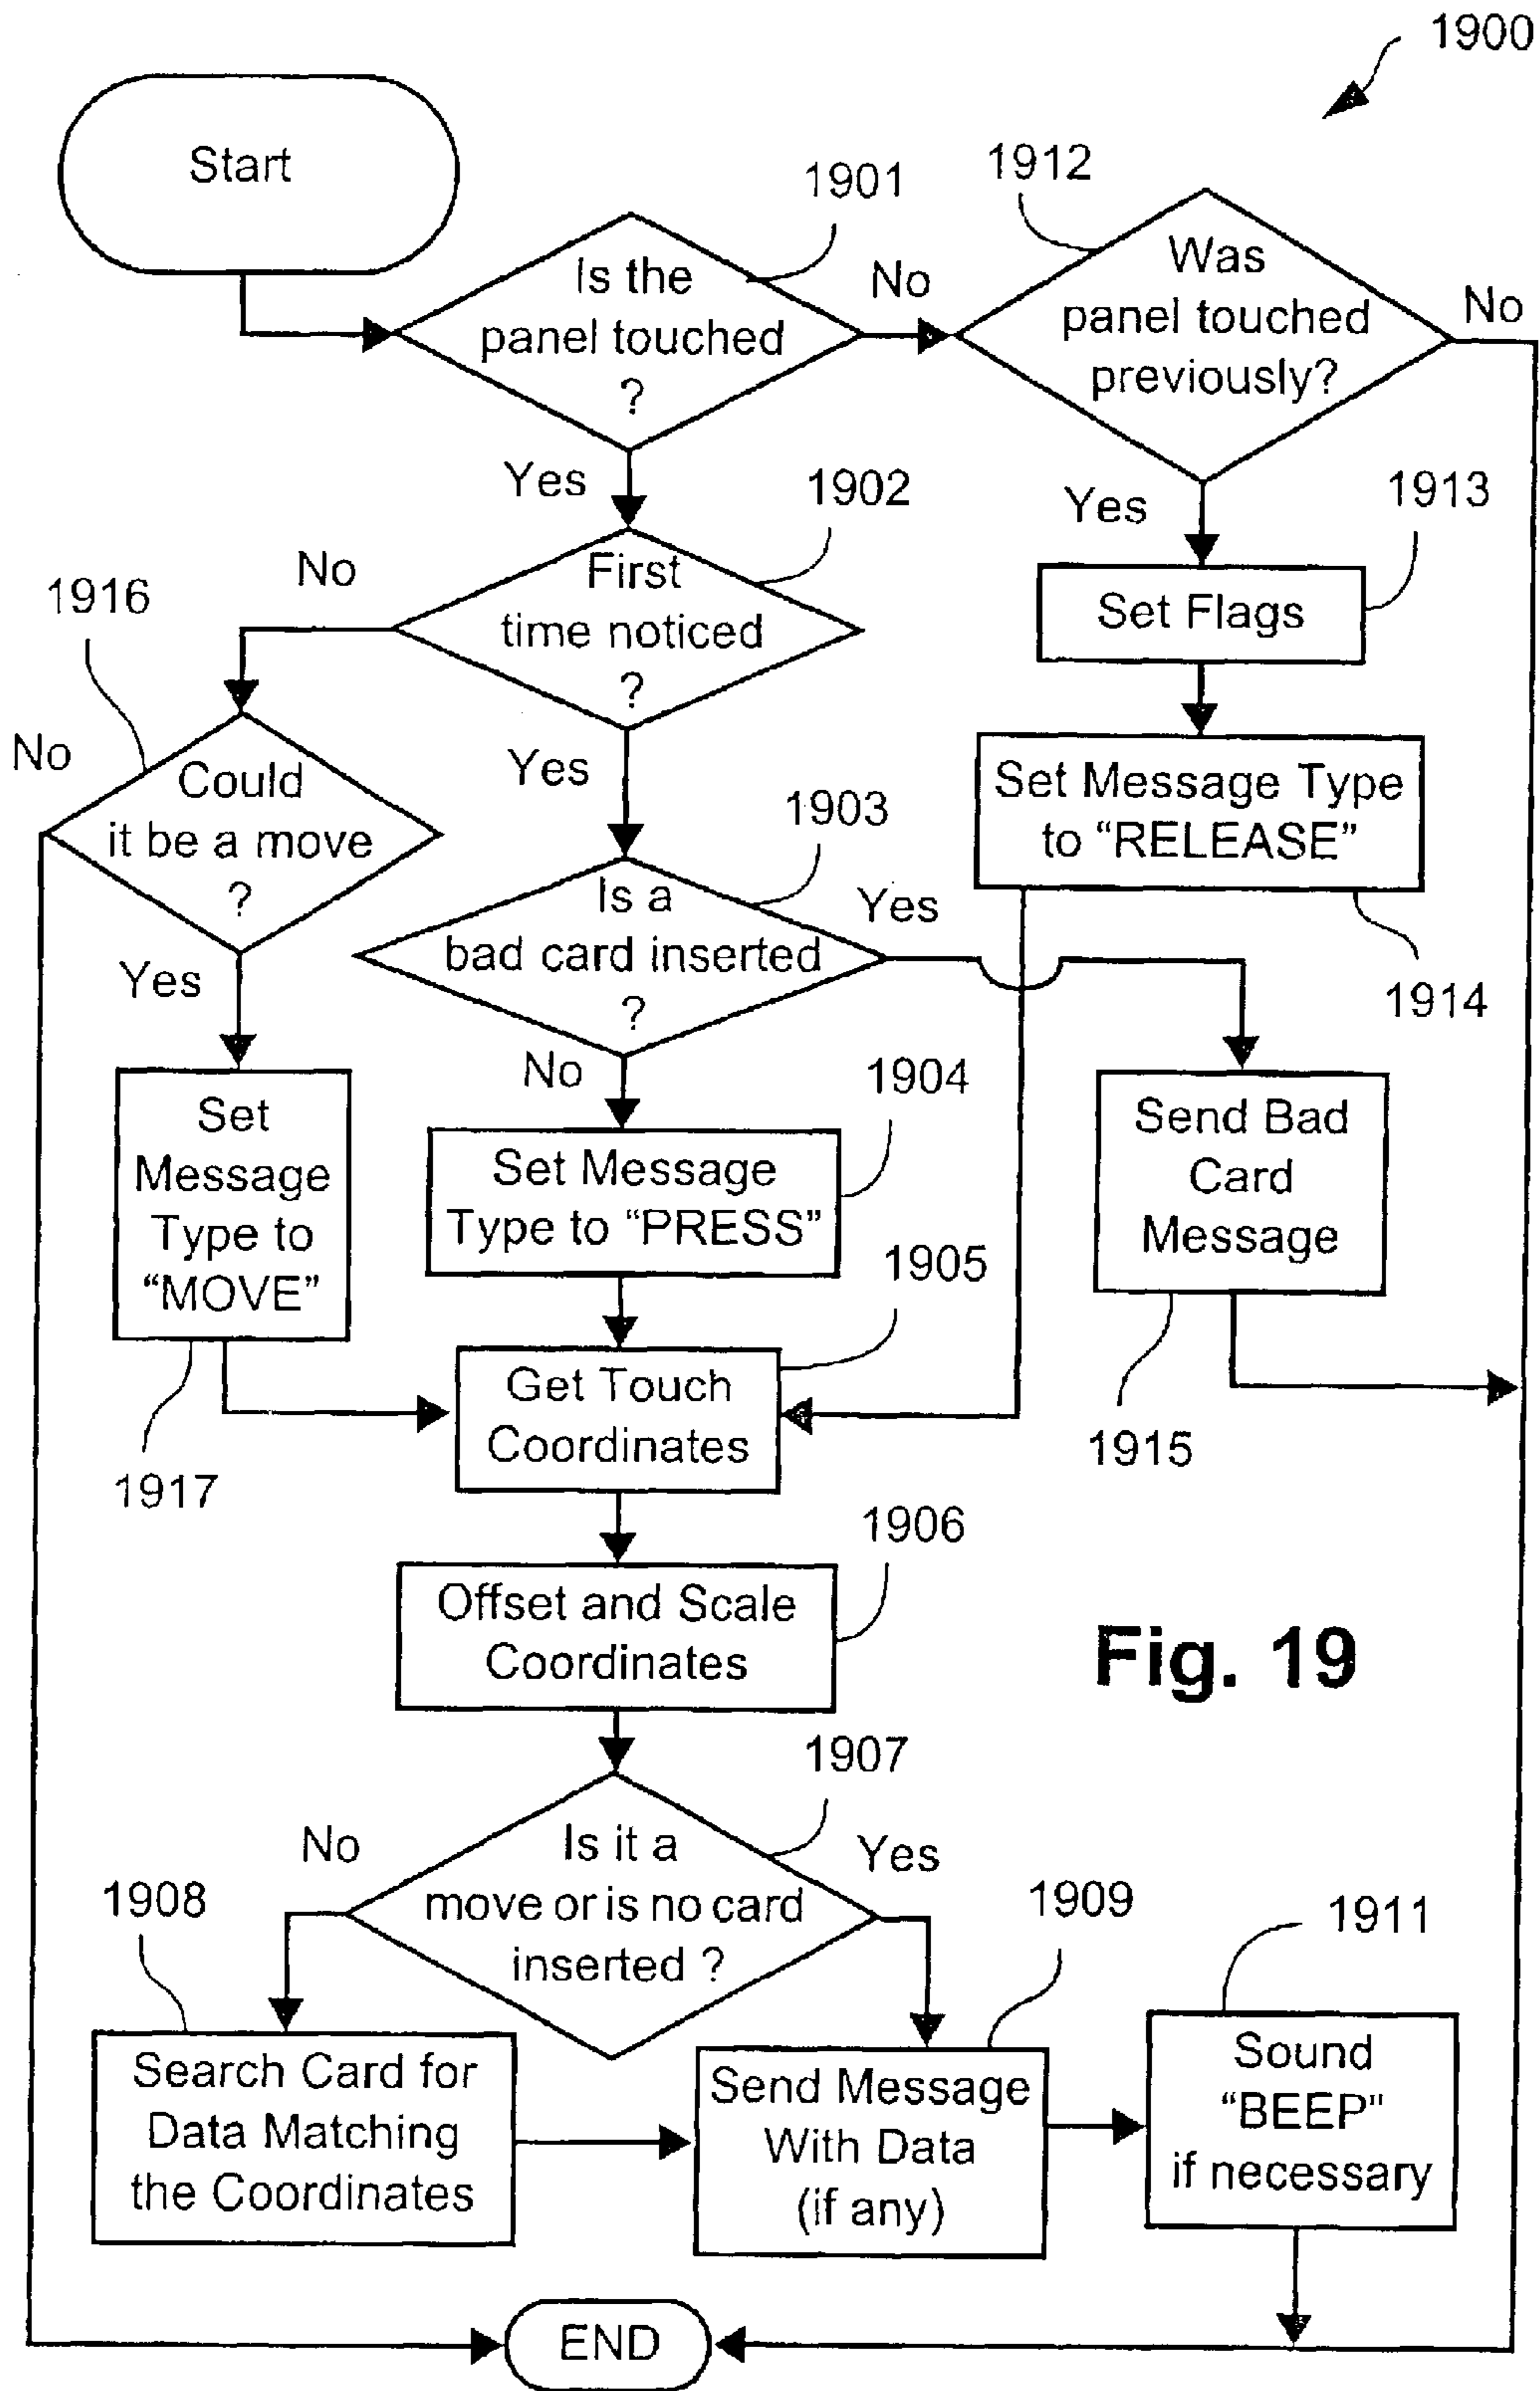 1900
Start
1901
1912
Is the
panel touched
?
No
Was
panel touched
previously?
No
Yes
1902
Yes
1913
No
First
time noticed
?
Set Flags
1916
No
Could
it be a move
?
Yes
1903
Set Message Type
to “RELEASE”
1914
Is a
bad card inserted
?
Yes
Yes
No
1904
Set
Message
Type to
“MOVE”
1917
Set Message
Type to “PRESS”
Send Bad
Card
Message
1915
1905
Get Touch
Coordinates
1906
Offset and Scale
Coordinates
Fig. 19
1907
No
Is it a
move or is no card
inserted ?
Yes
1908
1909
1911
Search Card for
Data Matching
the Coordinates
Send Message
With Data
(if any)
Sound
“BEEP”
if necessary
END